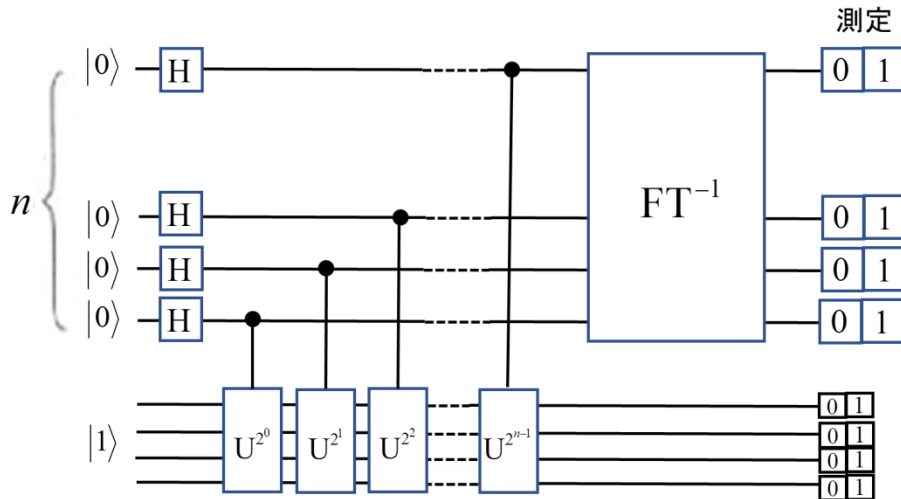 測定
|0⟩ H 0 1
n
|0⟩ H FT⁻¹ 0 1
|0⟩ H 0 1
|0⟩ H 0 1
0 1
|1⟩ U^{2^0} U^{2^1} U^{2^2} U^{2^{n-1}} 0 1
0 1
0 1